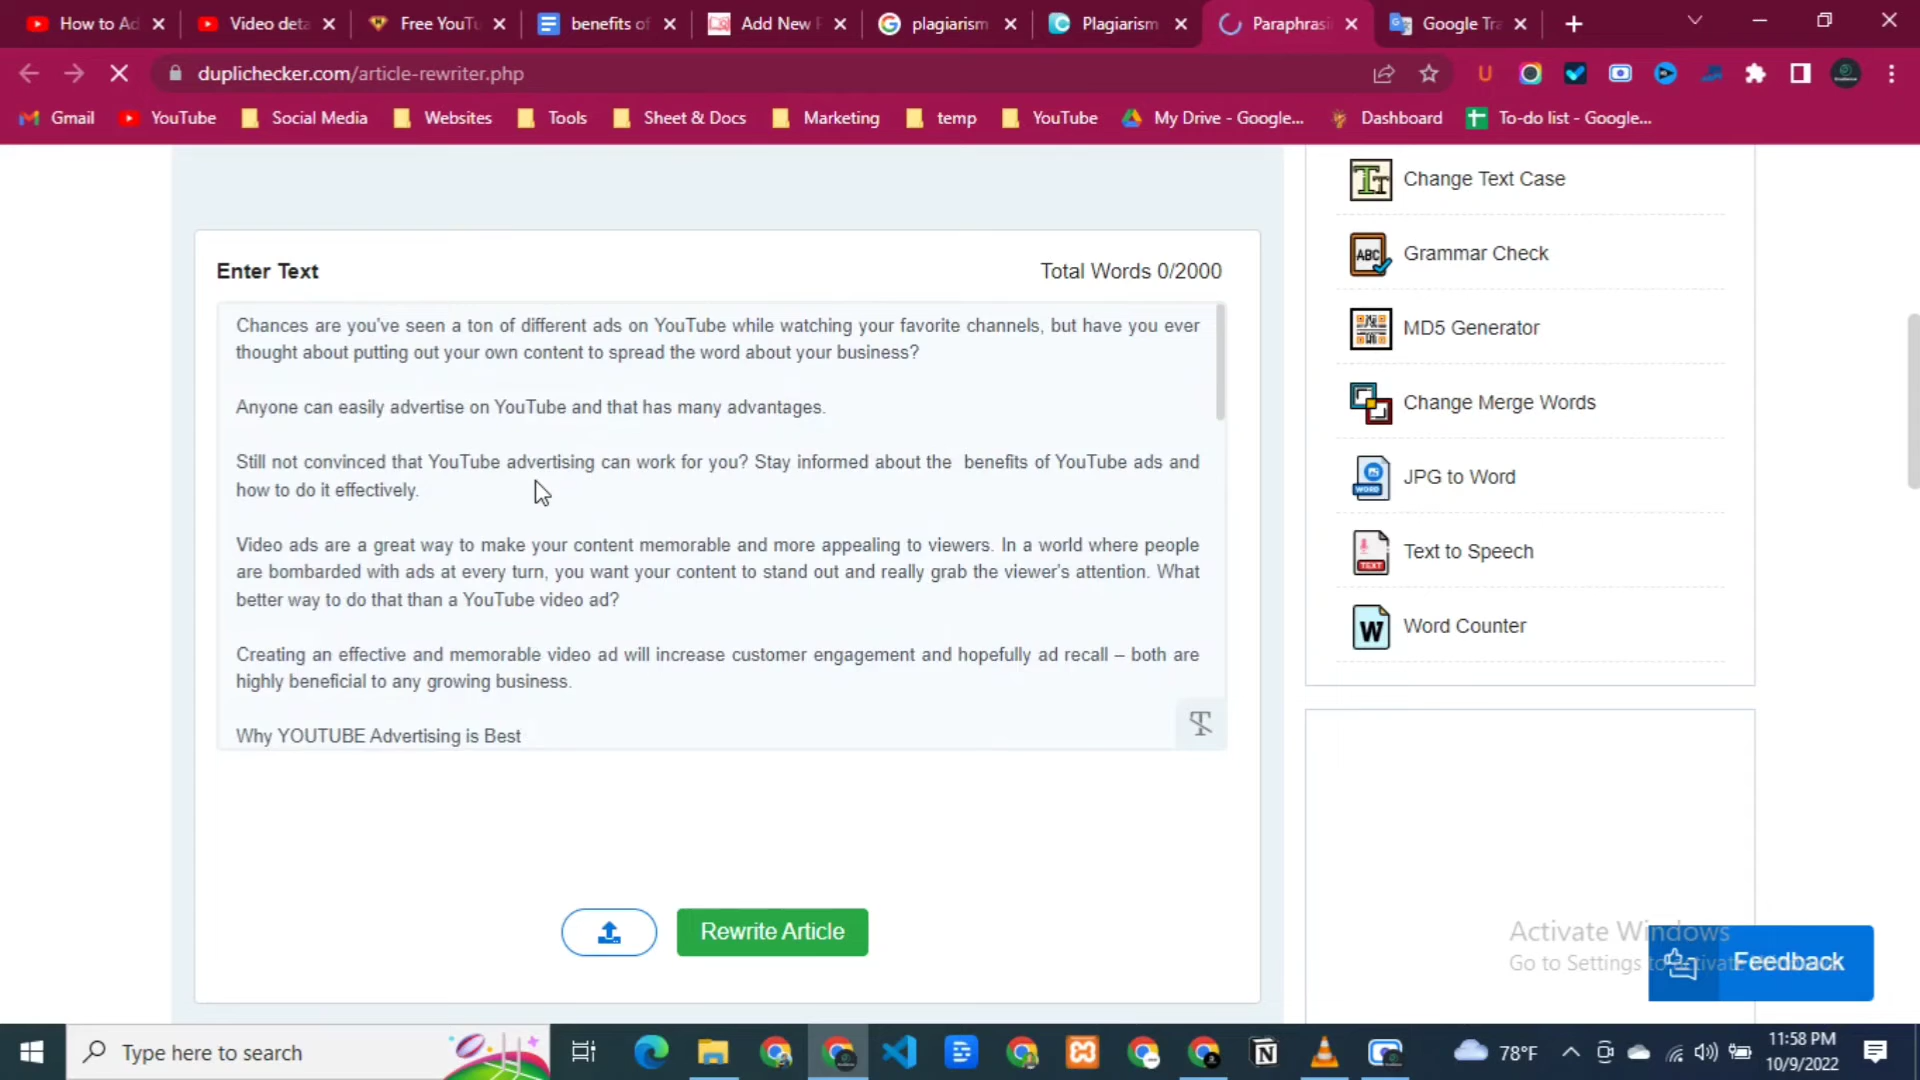 How to Ad
Video deta
Free YouTu
benefits of
Add New P
plagiarism
Plagiarism
Paraphrasi
Google Tra
duplichecker.com/article-rewriter.php
Gmail
YouTube
Social Media
Websites
Tools
Sheet & Docs
Marketing
temp
YouTube
My Drive - Google...
Dashboard
To-do list - Google...
Enter Text
Total Words 0/2000
Chances are you've seen a ton of different ads on YouTube while watching your favorite channels, but have you ever
thought about putting out your own content to spread the word about your business?
Anyone can easily advertise on YouTube and that has many advantages.
Still not convinced that YouTube advertising can work for you? Stay informed about the benefits of YouTube ads and
how to do it effectively.
Video ads are a great way to make your content memorable and more appealing to viewers. In a world where people
are bombarded with ads at every turn, you want your content to stand out and really grab the viewer's attention. What
better way to do that than a YouTube video ad?
Creating an effective and memorable video ad will increase customer engagement and hopefully ad recall – both are
highly beneficial to any growing business.
Why YOUTUBE Advertising is Best
Rewrite Article
Change Text Case
ABC
Grammar Check
MD5 Generator
Change Merge Words
WORD
JPG to Word
TEXT
Text to Speech
W
Word Counter
Activate Windows
Go to Settings to activate
Feedback
Type here to search
78°F
11:58 PM
10/9/2022